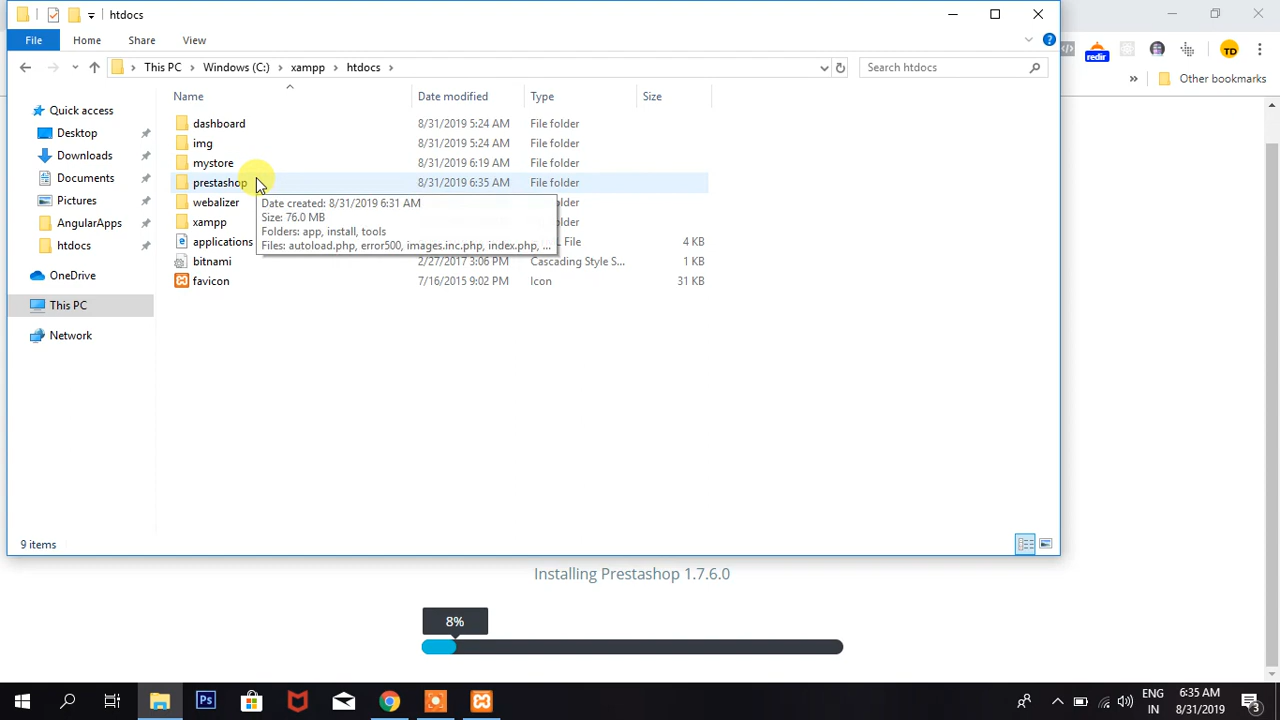 htdocs
File Home Share View
This PC > Windows (C:) > xampp > htdocs >
Search htdocs
redir
TD
» Other bookmarks
Name Date modified Type Size
Quick access
Desktop
Downloads
Documents
Pictures
AngularApps
htdocs
OneDrive
This PC
Network
dashboard 8/31/2019 5:24 AM File folder
img 8/31/2019 5:24 AM File folder
mystore 8/31/2019 6:19 AM File folder
prestashop 8/31/2019 6:35 AM File folder
webalizer
xampp older
applications File 4 KB
bitnami 2/27/2017 3:06 PM Cascading Style S... 1 KB
favicon 7/16/2015 9:02 PM Icon 31 KB
Date created: 8/31/2019 6:31 AM
Size: 76.0 MB
Folders: app, install, tools
Files: autoload.php, error500, images.inc.php, index.php, ...
9 items
Installing Prestashop 1.7.6.0
8%
Ps
ENG
IN
6:35 AM
8/31/2019
3